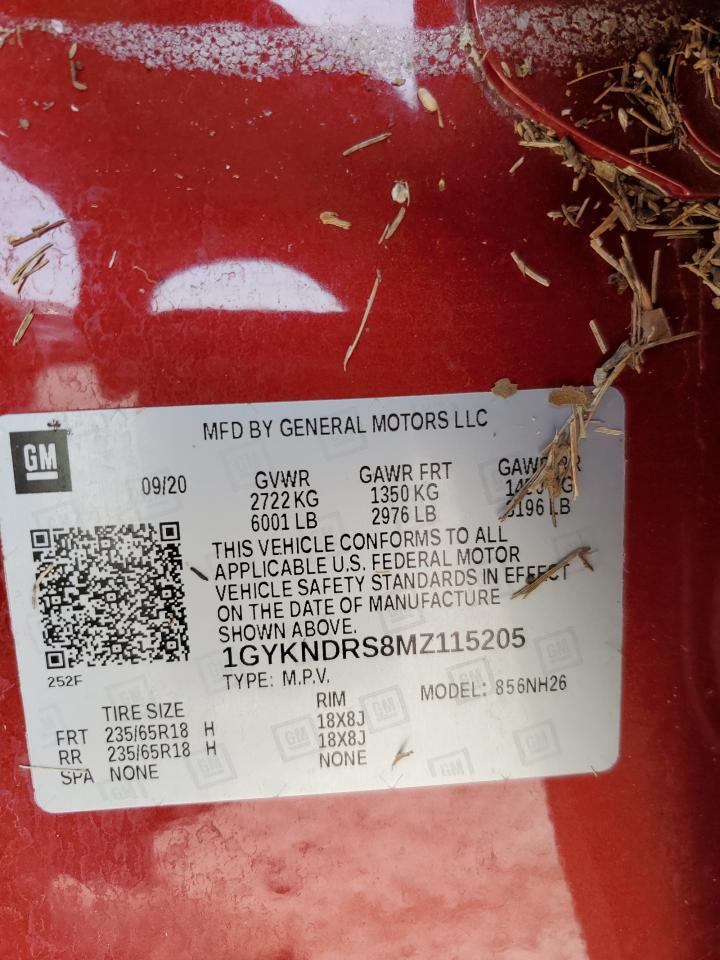 MFD BY GENERAL MOTORS LLC
GM
09/20
GVWR GAWR FRT
2722 KG 1350 KG
6001 LB 2976 LB
THIS VEHICLE CONFORMS TO ALL
APPLICABLE U.S. FEDERAL MOTOR
VEHICLE SAFETY STANDARDS IN EFFECT
ON THE DATE OF MANUFACTURE
SHOWN ABOVE.
1GYKNDRS8MZ115205
252F
TYPE: M.P.V. MODEL: 856NH26
TIRE SIZE RIM
FRT 235/65R18 H 18X8J
RR 235/65R18 H 18X8J
SPA NONE NONE